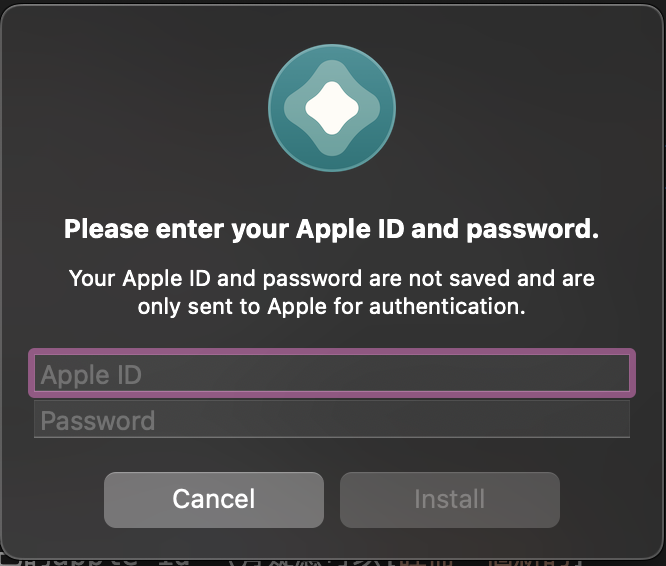 Please enter your Apple ID and password.
Your Apple ID and password are not saved and are
only sent to Apple for authentication.
Apple ID
Password
Cancel
Install